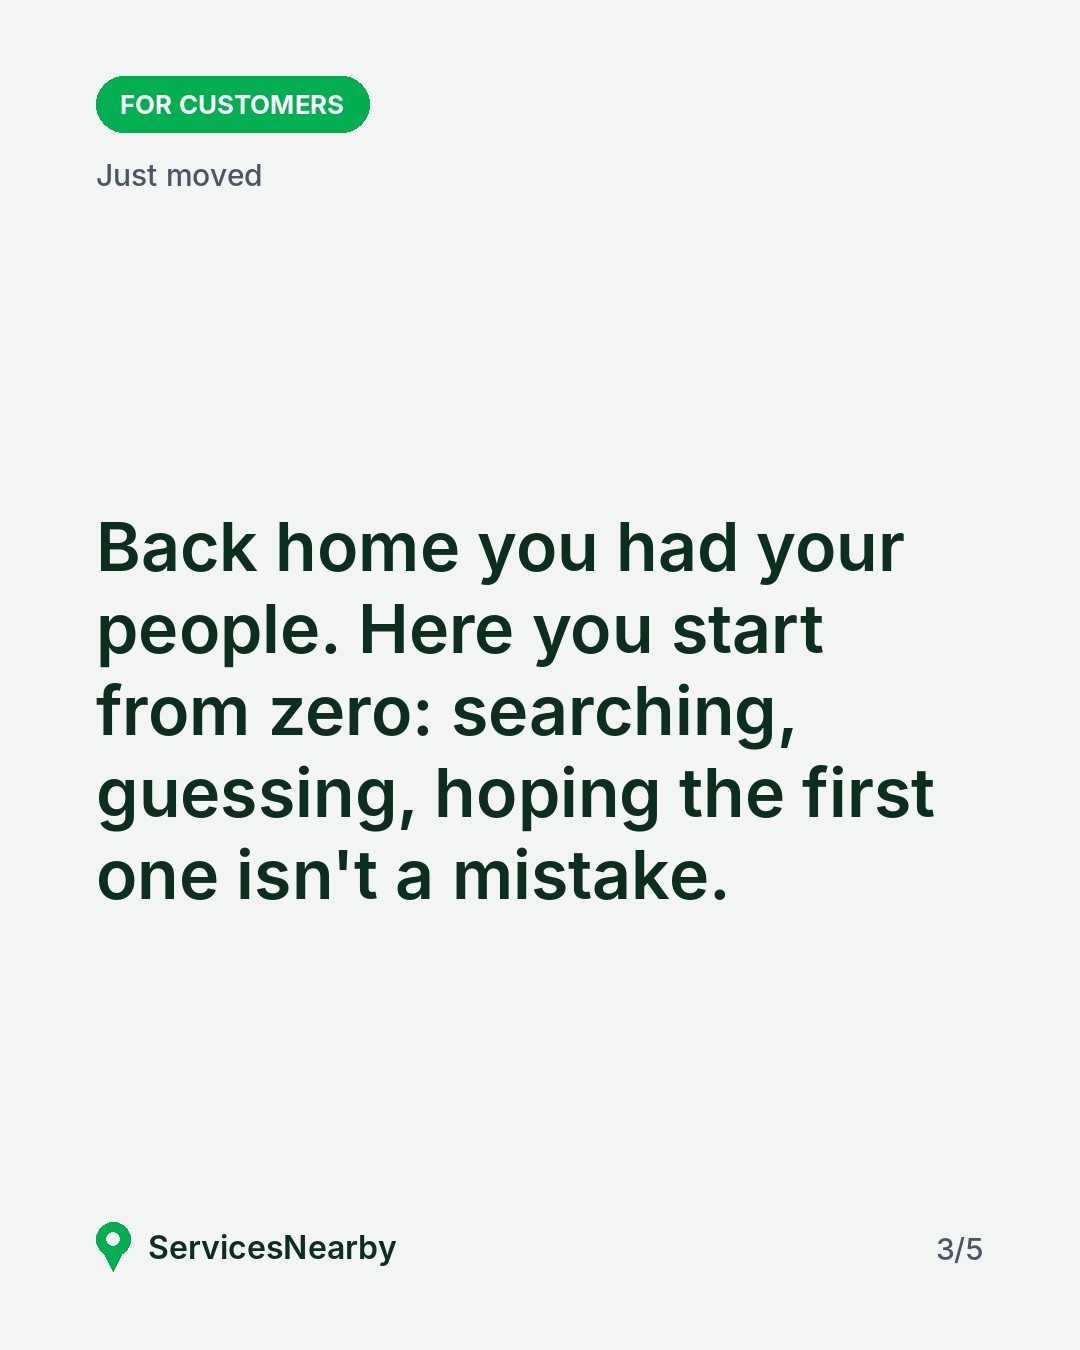 FOR CUSTOMERS
Just moved
Back home you had your
people. Here you start
from zero: searching,
guessing, hoping the first
one isn't a mistake.
ServicesNearby
3/5